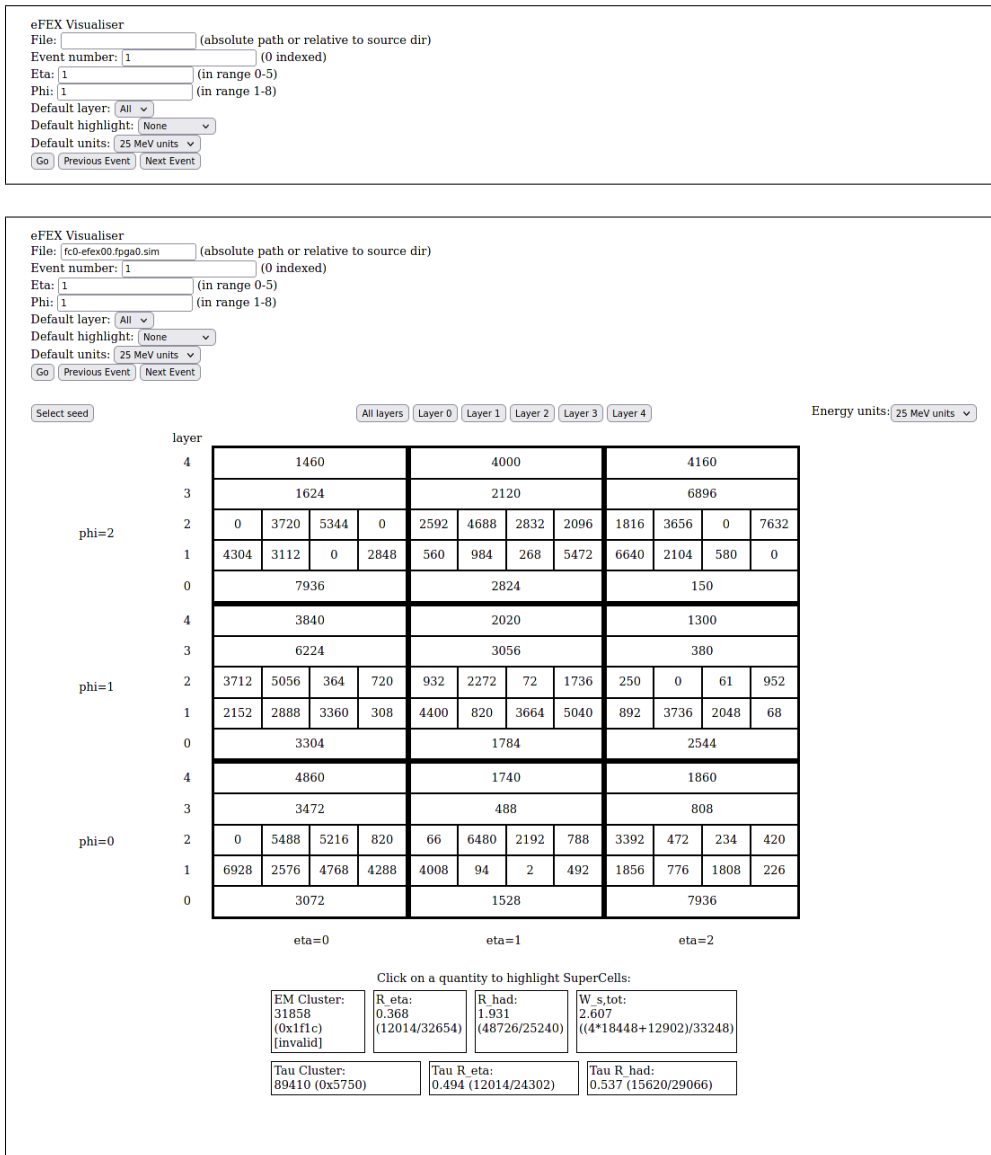 eFEX Visualiser
File: (absolute path or relative to source dir)
Event number: 1 (0 indexed)
Eta: 1 (in range 0-5)
Phi: 1 (in range 1-8)
Default layer: All
Default highlight: None
Default units: 25 MeV units
Go Previous Event Next Event
eFEX Visualiser
File: fc0-efex00.fpga0.sim (absolute path or relative to source dir)
Event number: 1 (0 indexed)
Eta: 1 (in range 0-5)
Phi: 1 (in range 1-8)
Default layer: All
Default highlight: None
Default units: 25 MeV units
Go Previous Event Next Event
Select seed All layers Layer 0 Layer 1 Layer 2 Layer 3 Layer 4 Energy units: 25 MeV units
layer
4 1460 4000 4160
3 1624 2120 6896
phi=2 2 0 3720 5344 0 2592 4688 2832 2096 1816 3656 0 7632
1 4304 3112 0 2848 560 984 268 5472 6640 2104 580 0
0 7936 2824 150
4 3840 2020 1300
3 6224 3056 380
phi=1 2 3712 5056 364 720 932 2272 72 1736 250 0 61 952
1 2152 2888 3360 308 4400 820 3664 5040 892 3736 2048 68
0 3304 1784 2544
4 4860 1740 1860
3 3472 488 808
phi=0 2 0 5488 5216 820 66 6480 2192 788 3392 472 234 420
1 6928 2576 4768 4288 4008 94 2 492 1856 776 1808 226
0 3072 1528 7936
eta=0 eta=1 eta=2
Click on a quantity to highlight SuperCells:
EM Cluster: R_eta: R_had: W_s,tot:
31858 0.368 1.931 2.607
(0x1f1c) (12014/32654) (48726/25240) ((4*18448+12902)/33248)
[invalid]
Tau Cluster: Tau R_eta: Tau R_had:
89410 (0x5750) 0.494 (12014/24302) 0.537 (15620/29066)